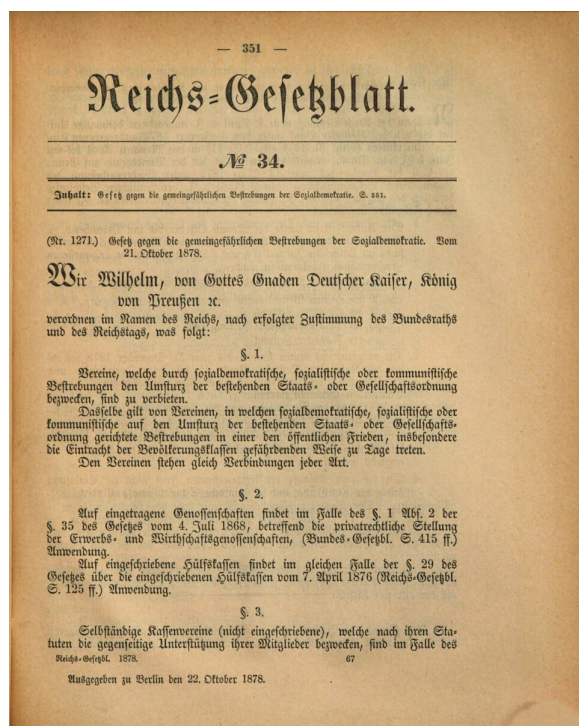 — 351 —
Reichs-Gesetzblatt.
№ 34.
Inhalt: Gesetz gegen die gemeingefährlichen Bestrebungen der Sozialdemokratie. S. 351.
(Nr. 1271.) Gesetz gegen die gemeingefährlichen Bestrebungen der Sozialdemokratie. Vom
21. Oktober 1878.
Wir Wilhelm, von Gottes Gnaden Deutscher Kaiser, König
von Preußen ꝛc.
verordnen im Namen des Reichs, nach erfolgter Zustimmung des Bundesraths
und des Reichstags, was folgt:
§. 1.
Vereine, welche durch sozialdemokratische, sozialistische oder kommunistische
Bestrebungen den Umsturz der bestehenden Staats- oder Gesellschaftsordnung
bezwecken, sind zu verbieten.
Dasselbe gilt von Vereinen, in welchen sozialdemokratische, sozialistische oder
kommunistische auf den Umsturz der bestehenden Staats- oder Gesellschafts-
ordnung gerichtete Bestrebungen in einer den öffentlichen Frieden, insbesondere
die Eintracht der Bevölkerungsklassen gefährdenden Weise zu Tage treten.
Den Vereinen stehen gleich Verbindungen jeder Art.
§. 2.
Auf eingetragene Genossenschaften findet im Falle des §. 1 Abs. 2 der
§. 35 des Gesetzes vom 4. Juli 1868, betreffend die privatrechtliche Stellung
der Erwerbs- und Wirthschaftsgenossenschaften, (Bundes-Gesetzbl. S. 415 ff.)
Anwendung.
Auf eingeschriebene Hülfskassen findet im gleichen Falle der §. 29 des
Gesetzes über die eingeschriebenen Hülfskassen vom 7. April 1876 (Reichs-Gesetzbl.
S. 125 ff.) Anwendung.
§. 3.
Selbständige Kassenvereine (nicht eingeschriebene), welche nach ihren Sta-
tuten die gegenseitige Unterstützung ihrer Mitglieder bezwecken, sind im Falle des
Reichs-Gesetzbl. 1878. 67
Ausgegeben zu Berlin den 22. Oktober 1878.